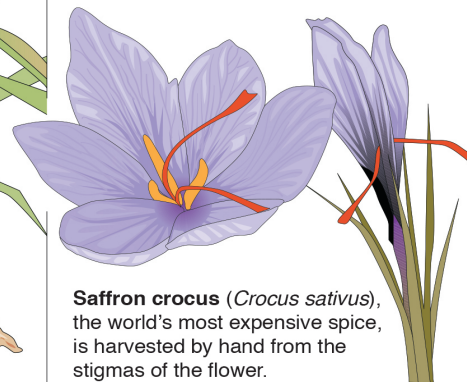 Saffron crocus (Crocus sativus),
the world's most expensive spice,
is harvested by hand from the
stigmas of the flower.